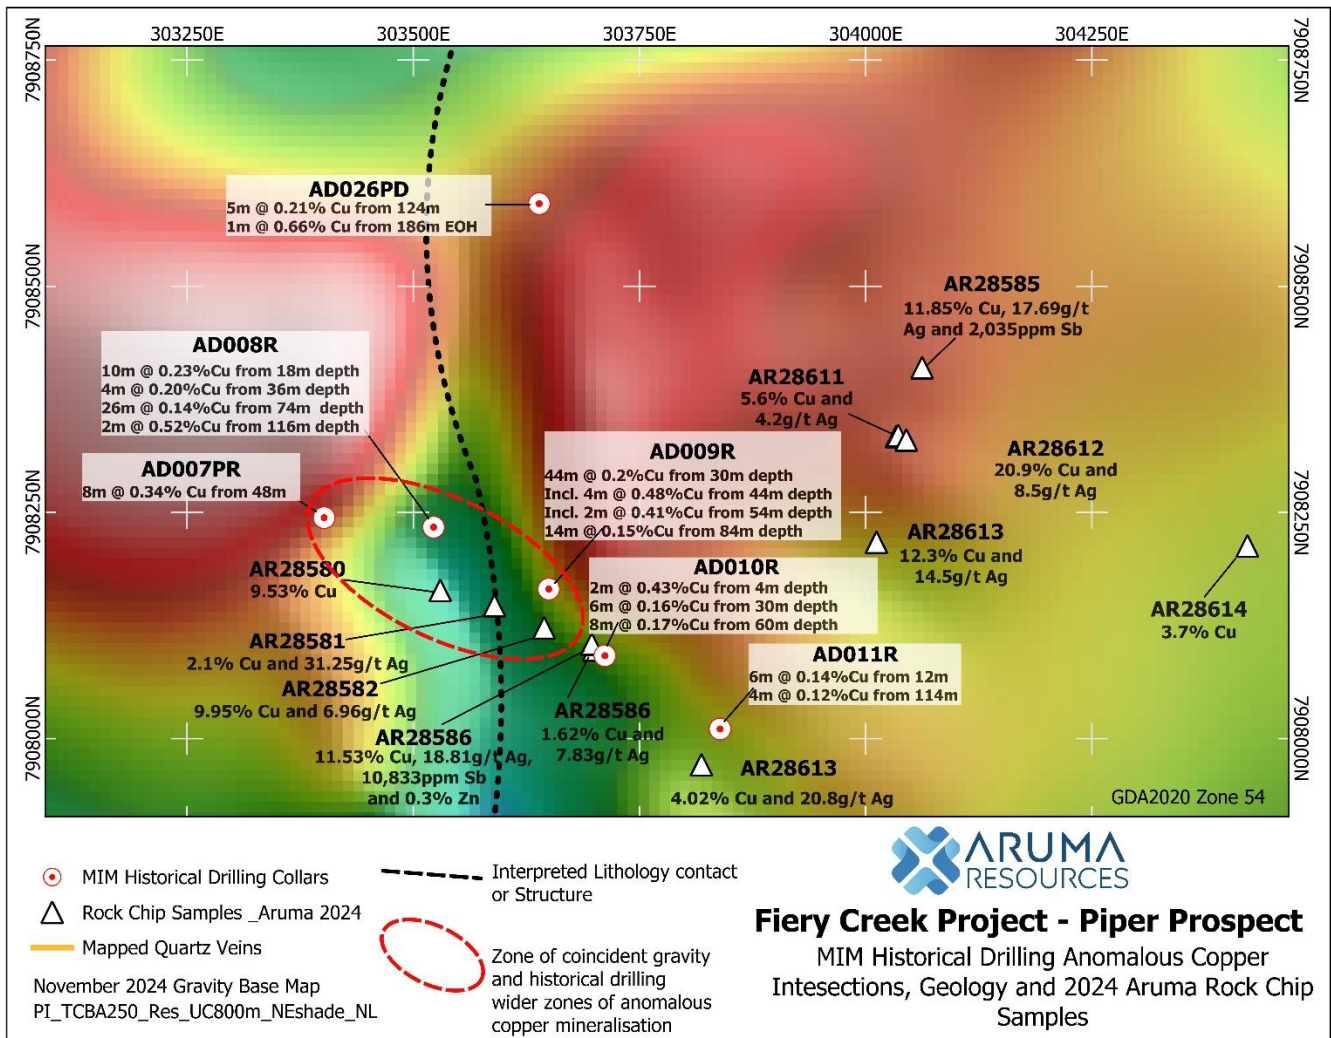 303250E 303500E 303750E 304000E 304250E
7908750N
7908750N
AD026PD
5m @ 0.21% Cu from 124m
1m @ 0.66% Cu from 186m EOH
7908500N
7908500N
AR28585
11.85% Cu, 17.69g/t
Ag and 2,035ppm Sb
AD008R
10m @ 0.23%Cu from 18m depth
4m @ 0.20%Cu from 36m depth
26m @ 0.14%Cu from 74m depth
2m @ 0.52%Cu from 116m depth
AR28611
5.6% Cu and
4.2g/t Ag
AR28612
20.9% Cu and
8.5g/t Ag
AD007PR
8m @ 0.34% Cu from 48m
AD009R
44m @ 0.2%Cu from 30m depth
Incl. 4m @ 0.48%Cu from 44m depth
Incl. 2m @ 0.41%Cu from 54m depth
14m @ 0.15%Cu from 84m depth
7908250N
7908250N
AR28613
12.3% Cu and
14.5g/t Ag
AR28580
9.53% Cu
AD010R
2m @ 0.43%Cu from 4m depth
6m @ 0.16%Cu from 30m depth
8m @ 0.17%Cu from 60m depth
AR28614
3.7% Cu
AR28581
2.1% Cu and 31.25g/t Ag
AR28582
9.95% Cu and 6.96g/t Ag
AD011R
6m @ 0.14%Cu from 12m
4m @ 0.12%Cu from 114m
AR28586
11.53% Cu, 18.81g/t Ag,
10,833ppm Sb
and 0.3% Zn
AR28586
1.62% Cu and
7.83g/t Ag
7908000N
7908000N
AR28613
4.02% Cu and 20.8g/t Ag
GDA2020 Zone 54
MIM Historical Drilling Collars
Rock Chip Samples _Aruma 2024
Mapped Quartz Veins
November 2024 Gravity Base Map
PI_TCBA250_Res_UC800m_NEshade_NL
Interpreted Lithology contact
or Structure
Zone of coincident gravity
and historical drilling
wider zones of anomalous
copper mineralisation
ARUMA
RESOURCES
Fiery Creek Project - Piper Prospect
MIM Historical Drilling Anomalous Copper
Intesections, Geology and 2024 Aruma Rock Chip
Samples